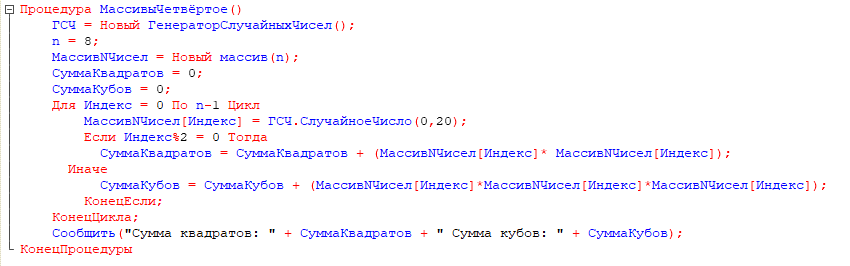 Процедура МассивыЧетвёртое()
ГСЧ = Новый ГенераторСлучайныхЧисел();
n = 8;
МассивNЧисел = Новый массив(n);
СуммаКвадратов = 0;
СуммаКубов = 0;
Для Индекс = 0 По n-1 Цикл
МассивNЧисел[Индекс] = ГСЧ.СлучайноеЧисло(0,20);
Если Индекс%2 = 0 Тогда
СуммаКвадратов = СуммаКвадратов + (МассивNЧисел[Индекс]* МассивNЧисел[Индекс]);
Иначе
СуммаКубов = СуммаКубов + (МассивNЧисел[Индекс]*МассивNЧисел[Индекс]*МассивNЧисел[Индекс]);
КонецЕсли;
КонецЦикла;
Сообщить("Сумма квадратов: " + СуммаКвадратов + " Сумма кубов: " + СуммаКубов);
КонецПроцедуры